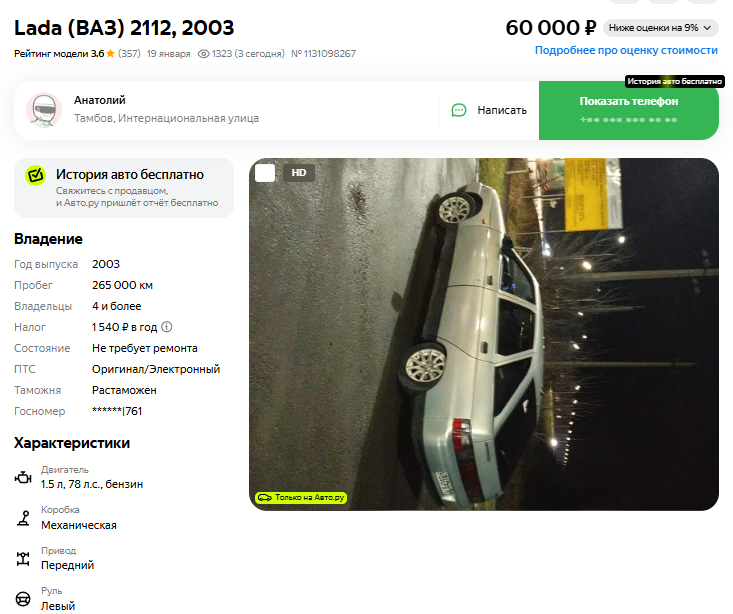 Lada (ВАЗ) 2112, 2003
60 000 ₽ Ниже оценки на 9%
Рейтинг модели 3.6 (357) 19 января 1323 (3 сегодня) № 1131098267
Подробнее про оценку стоимости
История авто бесплатно
Анатолий
Тамбов, Интернациональная улица
Написать
Показать телефон
История авто бесплатно
Свяжитесь с продавцом,
и Авто.ру пришлёт отчёт бесплатно
HD
Владение
Год выпуска 2003
Пробег 265 000 км
Владельцы 4 и более
Налог 1 540 ₽ в год
Состояние Не требует ремонта
ПТС Оригинал/Электронный
Таможня Растаможен
Госномер ******|761
Характеристики
Двигатель
1.5 л, 78 л.с., бензин
Коробка
Механическая
Привод
Передний
Руль
Левый
Только на Авто.ру